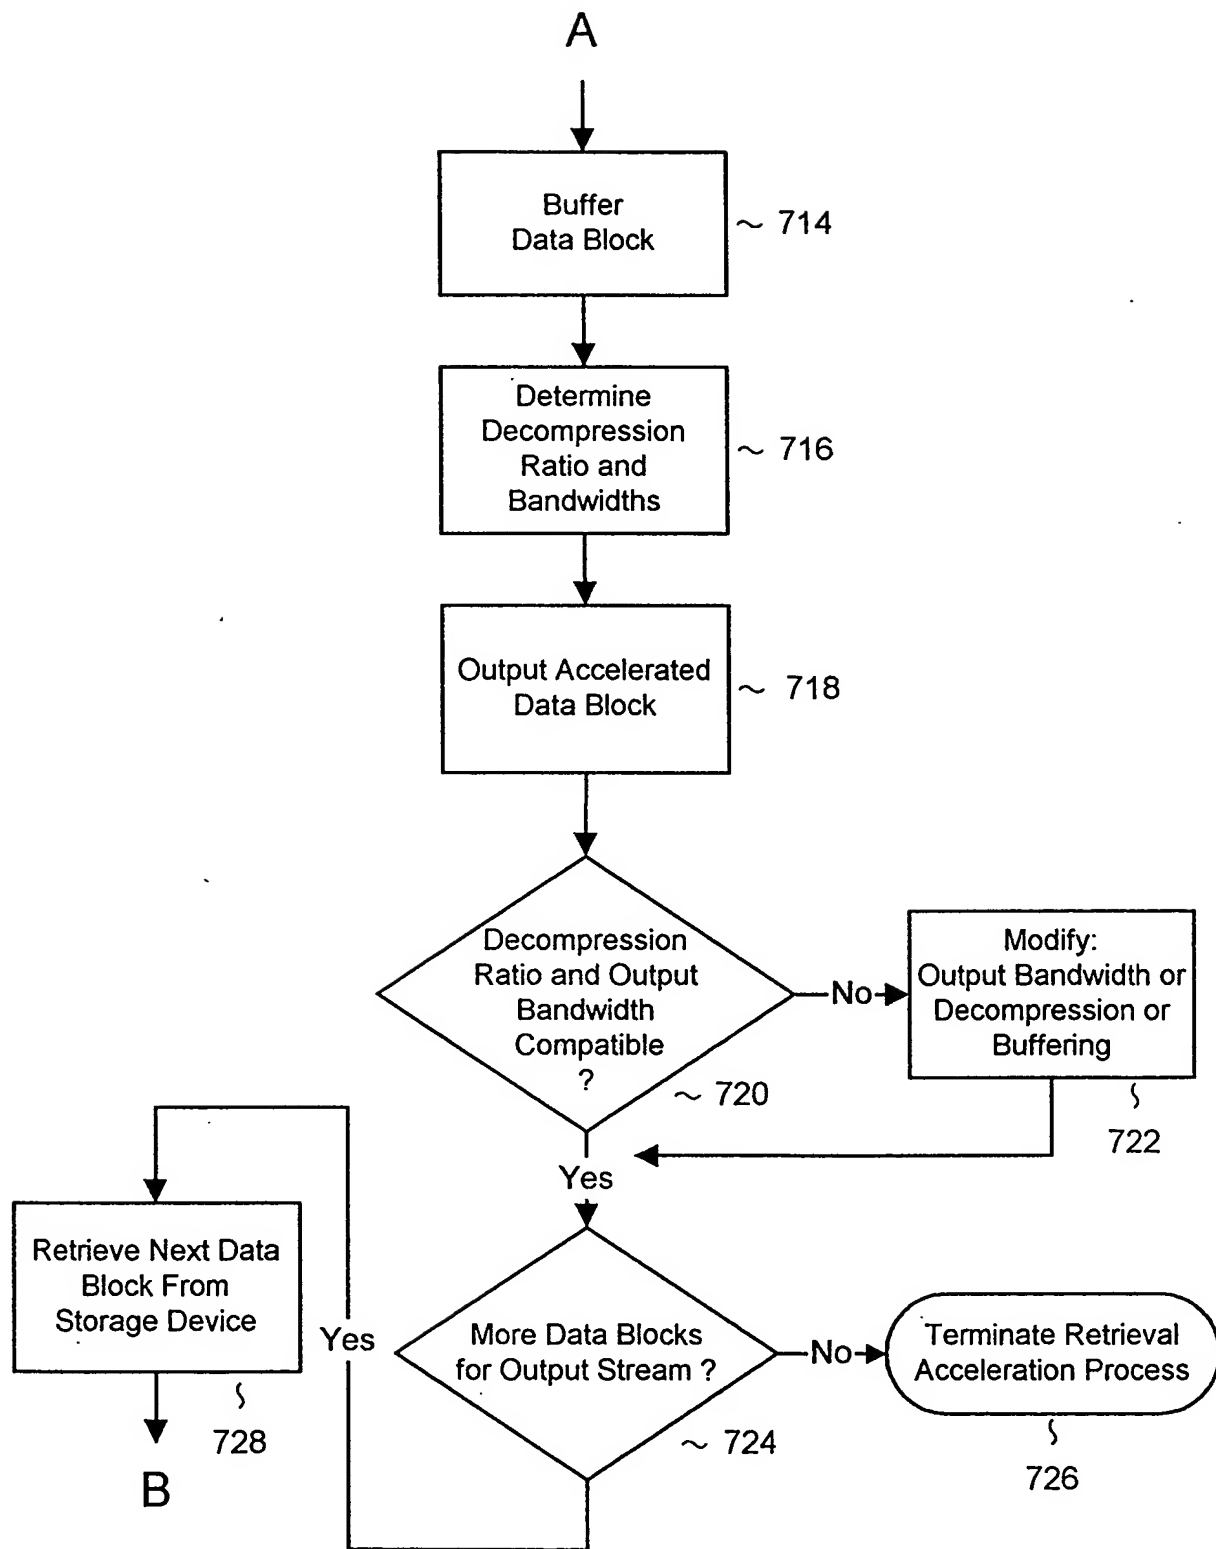 A
Buffer
Data Block
~ 714
Determine
Decompression
Ratio and
Bandwidths
~ 716
Output Accelerated
Data Block
~ 718
Decompression
Ratio and Output
Bandwidth
Compatible
?
~ 720
No
Modify:
Output Bandwidth or
Decompression or
Buffering
722
Yes
More Data Blocks
for Output Stream ?
~ 724
No
Terminate Retrieval
Acceleration Process
726
Yes
Retrieve Next Data
Block From
Storage Device
728
B